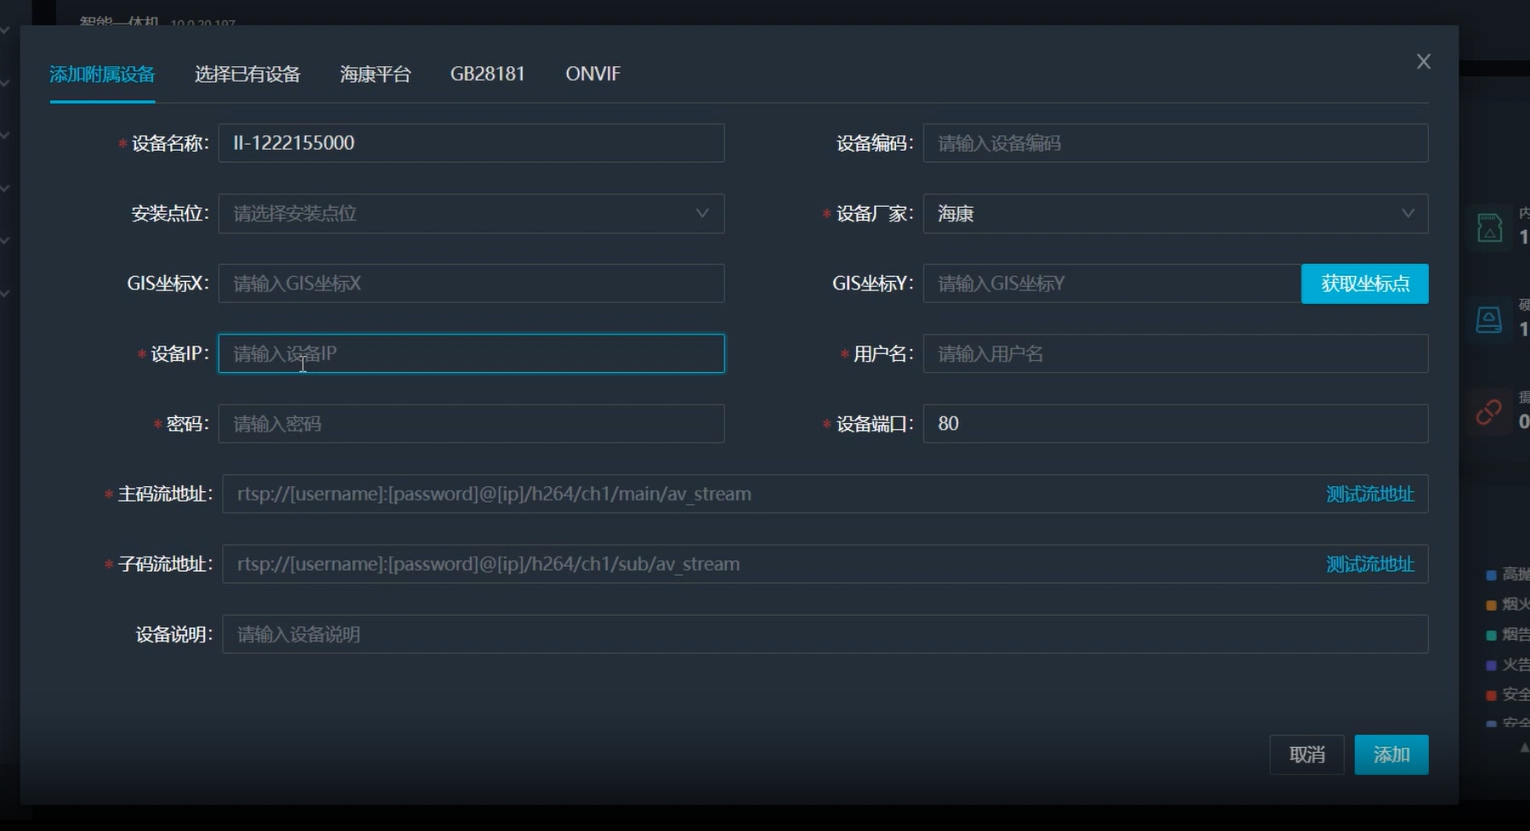 智能一体机 10.0.20.197
添加附属设备 选择已有设备 海康平台 GB28181 ONVIF
* 设备名称: II-1222155000 设备编码: 请输入设备编码
安装点位: 请选择安装点位 * 设备厂家: 海康
GIS坐标X: 请输入GIS坐标X GIS坐标Y: 请输入GIS坐标Y 获取坐标点
* 设备IP: 请输入设备IP * 用户名: 请输入用户名
* 密码: 请输入密码 * 设备端口: 80
* 主码流地址: rtsp://[username]:[password]@[ip]/h264/ch1/main/av_stream 测试流地址
* 子码流地址: rtsp://[username]:[password]@[ip]/h264/ch1/sub/av_stream 测试流地址
设备说明: 请输入设备说明
取消 添加
内
1
硬
1
0
高抛
烟火
烟告
火告
安全
安全